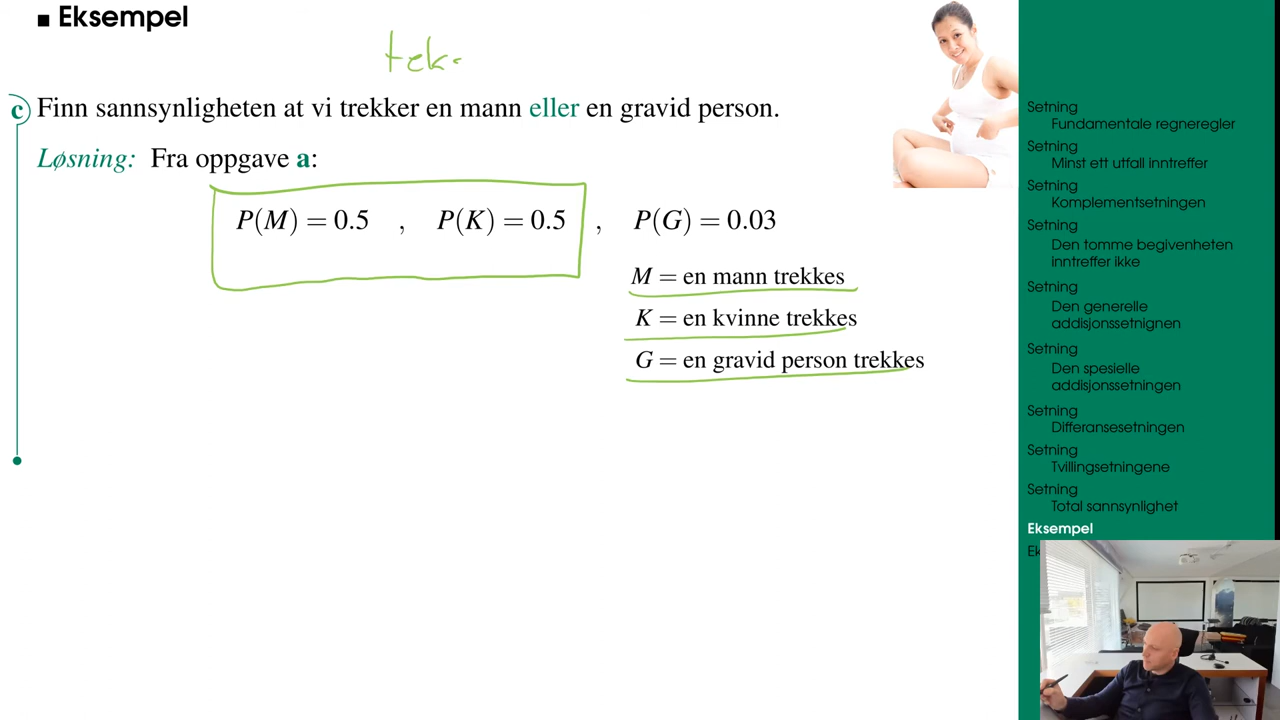 ■ Eksempel
tek
c Finn sannsynligheten at vi trekker en mann eller en gravid person.
Løsning: Fra oppgave a:
P(M) = 0.5 , P(K) = 0.5 , P(G) = 0.03
M = en mann trekkes
K = en kvinne trekkes
G = en gravid person trekkes
Setning
Fundamentale regneregler
Setning
Minst ett utfall inntreffer
Setning
Komplementsetningen
Setning
Den tomme begivenheten
inntreffer ikke
Setning
Den generelle
addisjonssetnignen
Setning
Den spesielle
addisjonssetningen
Setning
Differansesetningen
Setning
Tvillingsetningene
Setning
Total sannsynlighet
Eksempel